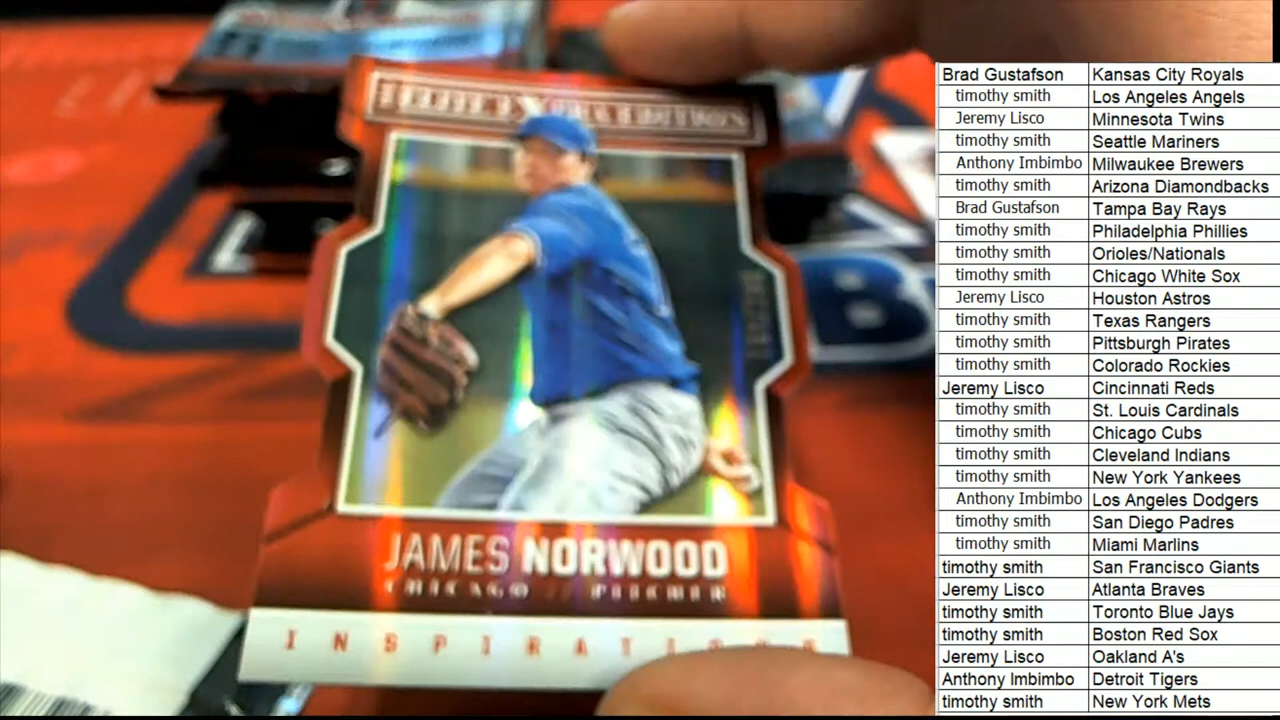 ELITE EXTRA EDITION
JAMES NORWOOD
CHICAGO // PITCHER
INSPIRATIONS
Brad Gustafson Kansas City Royals
timothy smith Los Angeles Angels
Jeremy Lisco Minnesota Twins
timothy smith Seattle Mariners
Anthony Imbimbo Milwaukee Brewers
timothy smith Arizona Diamondbacks
Brad Gustafson Tampa Bay Rays
timothy smith Philadelphia Phillies
timothy smith Orioles/Nationals
timothy smith Chicago White Sox
Jeremy Lisco Houston Astros
timothy smith Texas Rangers
timothy smith Pittsburgh Pirates
timothy smith Colorado Rockies
Jeremy Lisco Cincinnati Reds
timothy smith St. Louis Cardinals
timothy smith Chicago Cubs
timothy smith Cleveland Indians
timothy smith New York Yankees
Anthony Imbimbo Los Angeles Dodgers
timothy smith San Diego Padres
timothy smith Miami Marlins
timothy smith San Francisco Giants
Jeremy Lisco Atlanta Braves
timothy smith Toronto Blue Jays
timothy smith Boston Red Sox
Jeremy Lisco Oakland A's
Anthony Imbimbo Detroit Tigers
timothy smith New York Mets